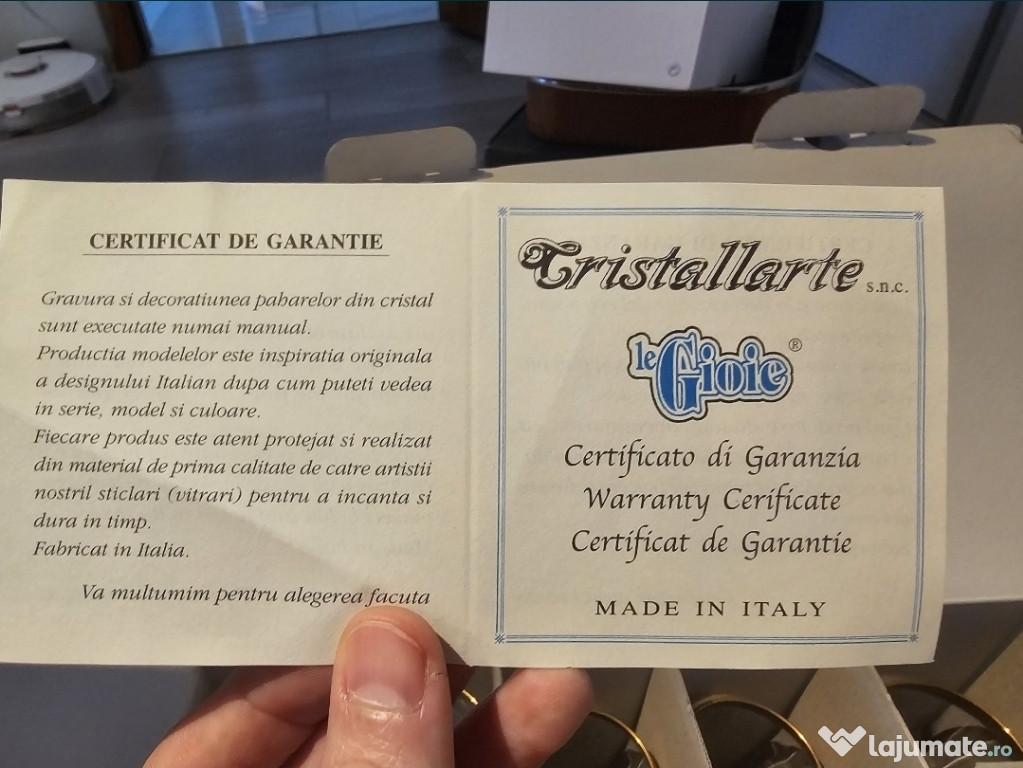 CERTIFICAT DE GARANTIE
Gravura si decoratiunea paharelor din cristal
sunt executate numai manual.
Productia modelelor este inspiratia originala
a designului Italian dupa cum puteti vedea
in serie, model si culoare.
Fiecare produs este atent protejat si realizat
din material de prima calitate de catre artistii
nostril sticlari (vitrari) pentru a incanta si
dura in timp.
Fabricat in Italia.
Va multumim pentru alegerea facuta
Cristallarte s.n.c.
le Gioie ®
Certificato di Garanzia
Warranty Cerificate
Certificat de Garantie
MADE IN ITALY
lajumate.ro